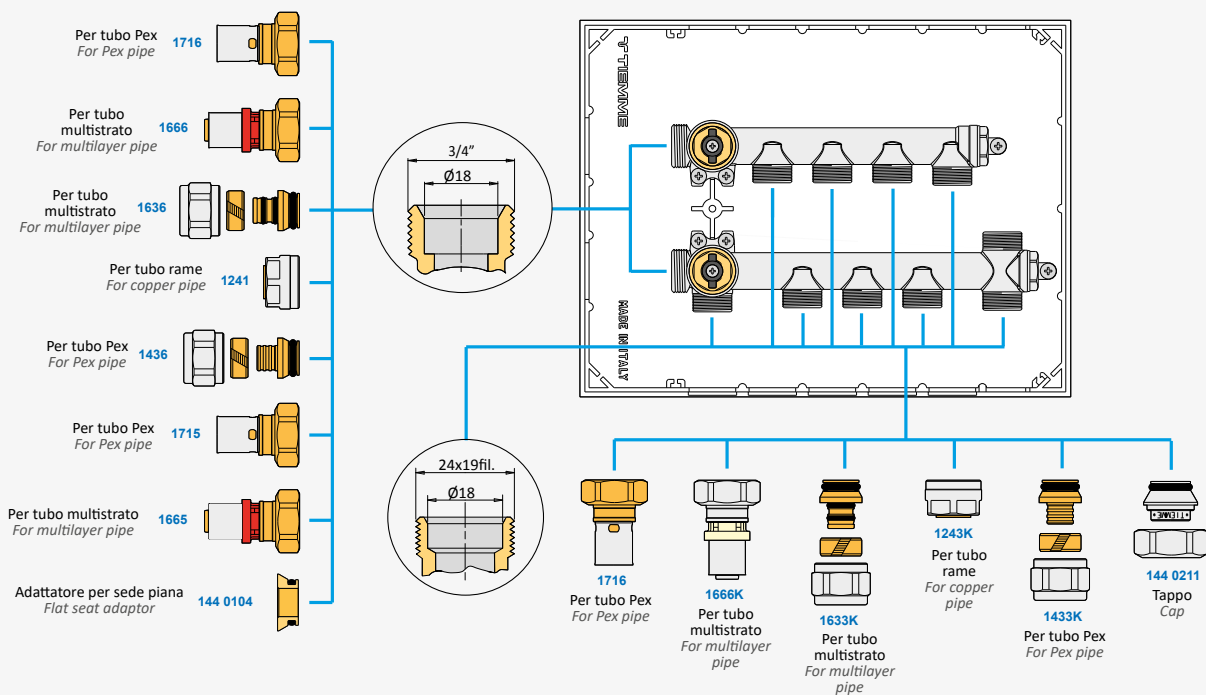 Per tubo Pex
For Pex pipe
1716
Per tubo
multistrato
For multilayer pipe
1666
Per tubo
multistrato
For multilayer pipe
1636
Per tubo rame
For copper pipe
1241
Per tubo Pex
For Pex pipe
1436
Per tubo Pex
For Pex pipe
1715
Per tubo multistrato
For multilayer pipe
1665
Adattatore per sede piana
Flat seat adaptor
144 0104
3/4”
Ø18
24x19fil.
Ø18
TIEMME
MADE IN ITALY
1716
Per tubo Pex
For Pex pipe
1666K
Per tubo
multistrato
For multilayer
pipe
1633K
Per tubo
multistrato
For multilayer
pipe
1243K
Per tubo
rame
For copper
pipe
1433K
Per tubo Pex
For Pex pipe
TIEMME
144 0211
Tappo
Cap